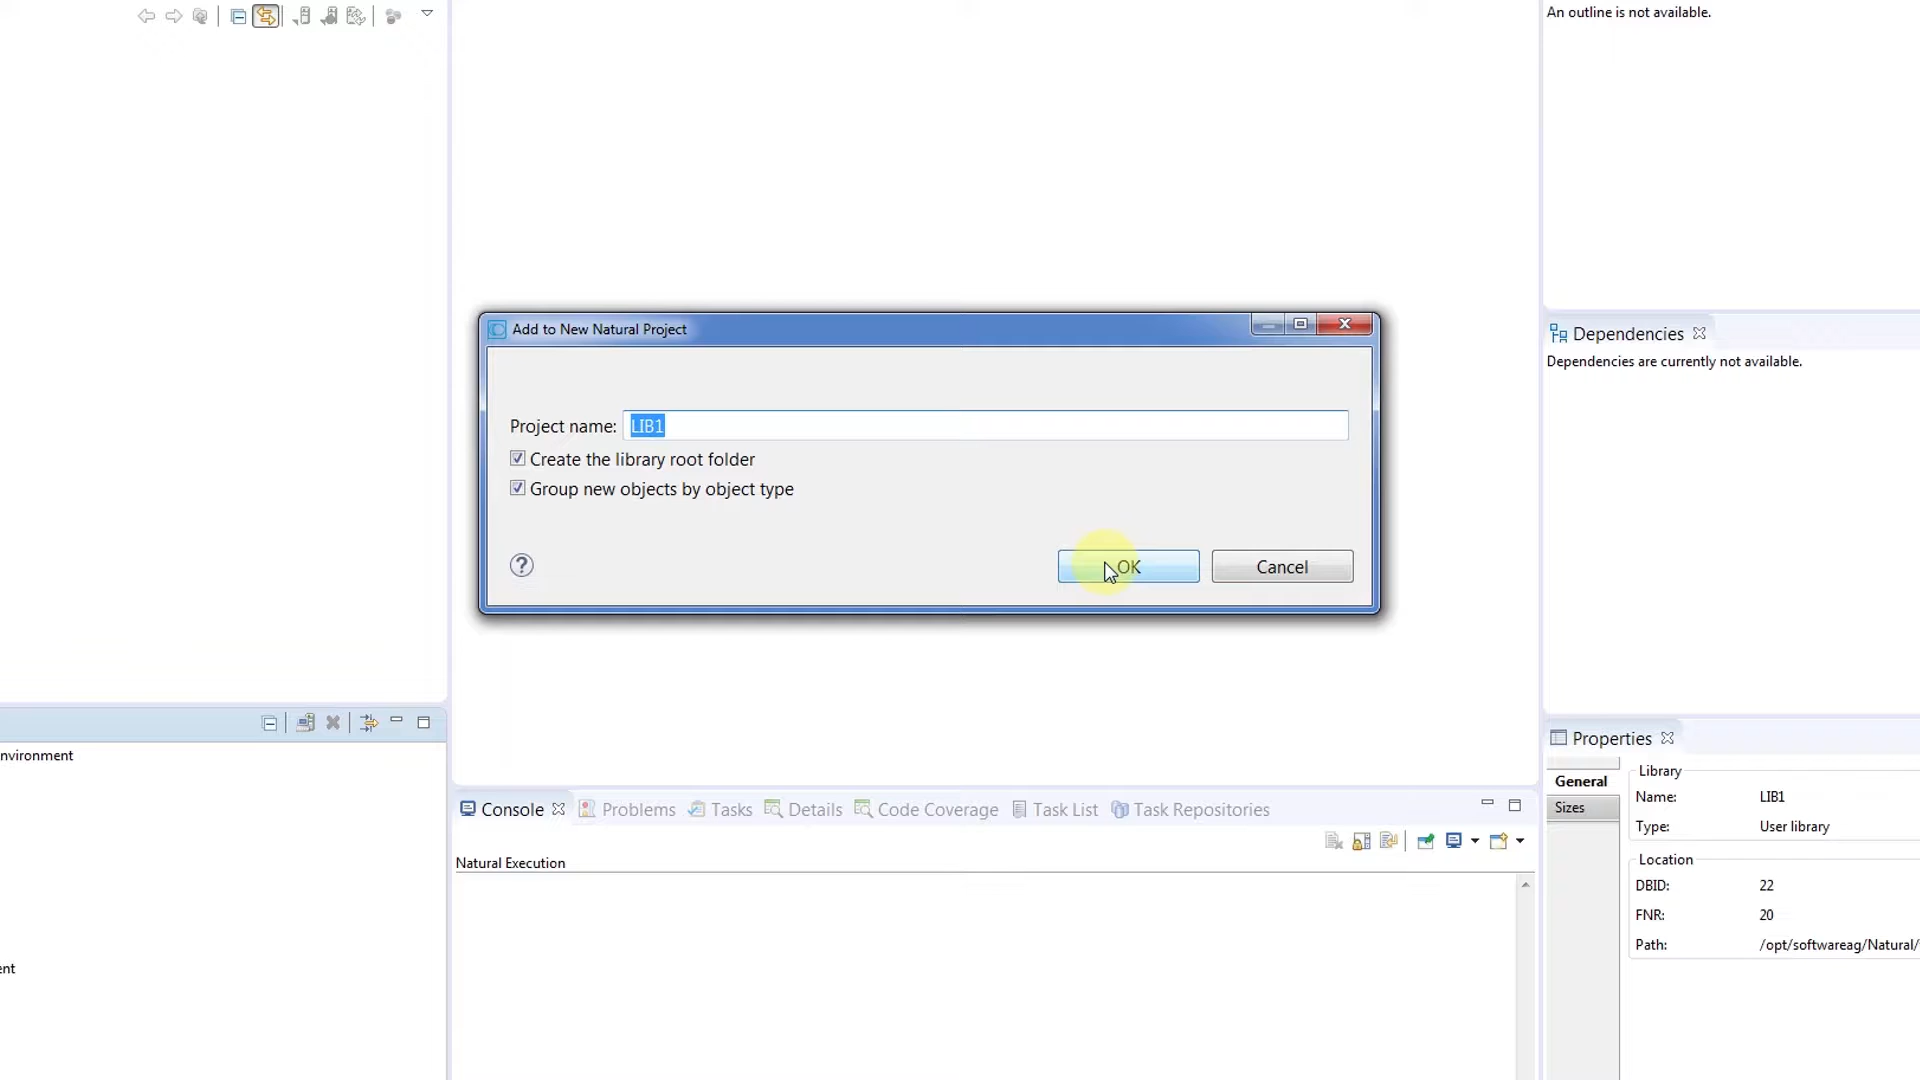 An outline is not available.
Add to New Natural Project
Project name: LIB1
Create the library root folder
Group new objects by object type
OK
Cancel
Dependencies
Dependencies are currently not available.
nvironment
ent
Console
Problems
Tasks
Details
Code Coverage
Task List
Task Repositories
Natural Execution
Properties
General
Sizes
Library
Name: LIB1
Type: User library
Location
DBID: 22
FNR: 20
Path: /opt/softwareag/Natural/